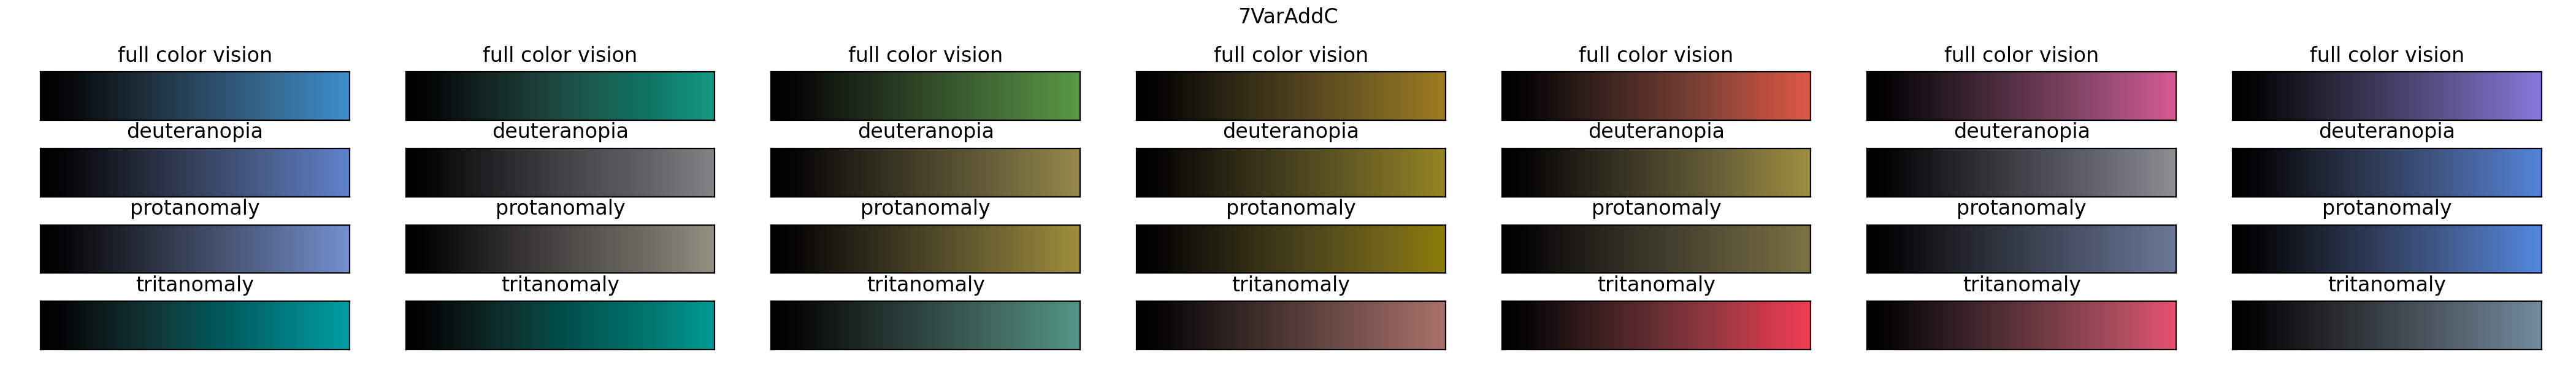 7VarAddC
full color vision full color vision full color vision full color vision full color vision full color vision full color vision
deuteranopia deuteranopia deuteranopia deuteranopia deuteranopia deuteranopia deuteranopia
protanomaly protanomaly protanomaly protanomaly protanomaly protanomaly protanomaly
tritanomaly tritanomaly tritanomaly tritanomaly tritanomaly tritanomaly tritanomaly